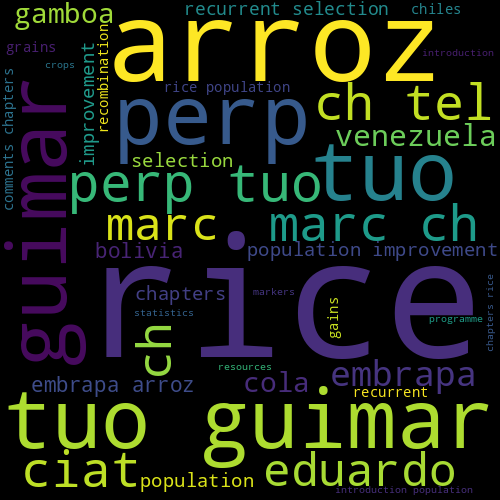 gamboa
recurrent selection
chiles
grains
arroz
introduction
crops
comments chapters
improvement
recombination
rice population
perp
ch tel
venezuela
selection
guimar
perp tuo
tuo
marc
marc ch
bolivia
population improvement
rice
chapters
markers
statistics
gains
programme
chapters rice
ch
resources
embrapa arroz
cola
embrapa
recurrent
tuo guimar
ciat
population
eduardo
introduction population